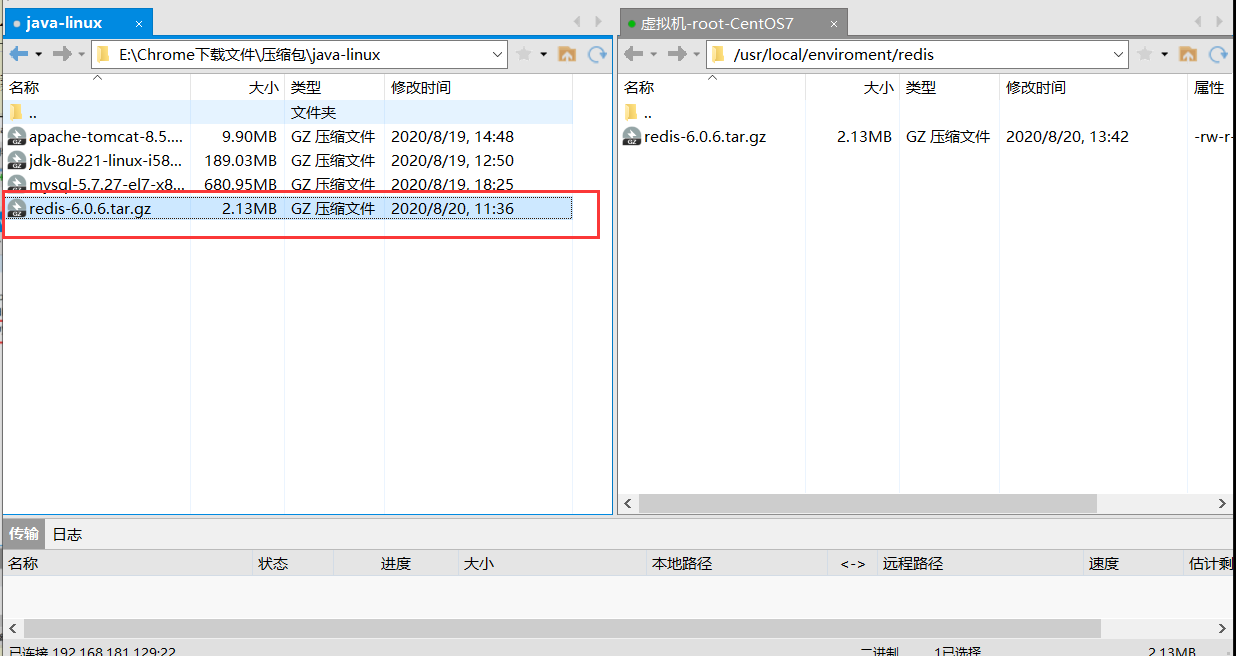 java-linux ×
E:\Chrome下载文件\压缩包\java-linux
名称 大小 类型 修改时间
.. 文件夹
apache-tomcat-8.5.... 9.90MB GZ 压缩文件 2020/8/19, 14:48
jdk-8u221-linux-i58... 189.03MB GZ 压缩文件 2020/8/19, 12:50
mysql-5.7.27-el7-x8... 680.95MB GZ 压缩文件 2020/8/19, 18:25
redis-6.0.6.tar.gz 2.13MB GZ 压缩文件 2020/8/20, 11:36
虚拟机-root-CentOS7 ×
/usr/local/enviroment/redis
名称 大小 类型 修改时间 属性
..
redis-6.0.6.tar.gz 2.13MB GZ 压缩文件 2020/8/20, 13:42 -rw-r-
传输 日志
名称 状态 进度 大小 本地路径 <-> 远程路径 速度 估计剩
已连接 192.168.181.129:22 二进制 1已选择 2.13MB